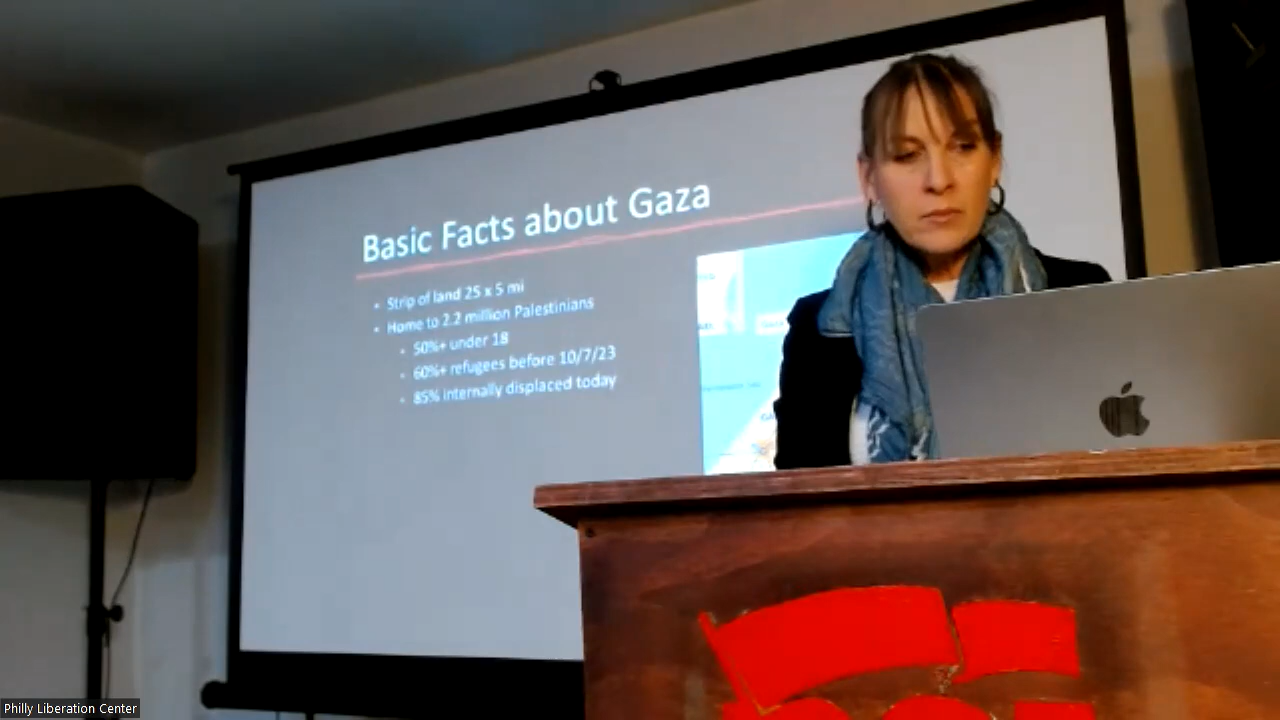 Basic Facts about Gaza
• Strip of land 25 x 5 mi
• Home to 2.2 million Palestinians
• 50%+ under 18
• 60%+ refugees before 10/7/23
• 85% internally displaced today
Philly Liberation Center